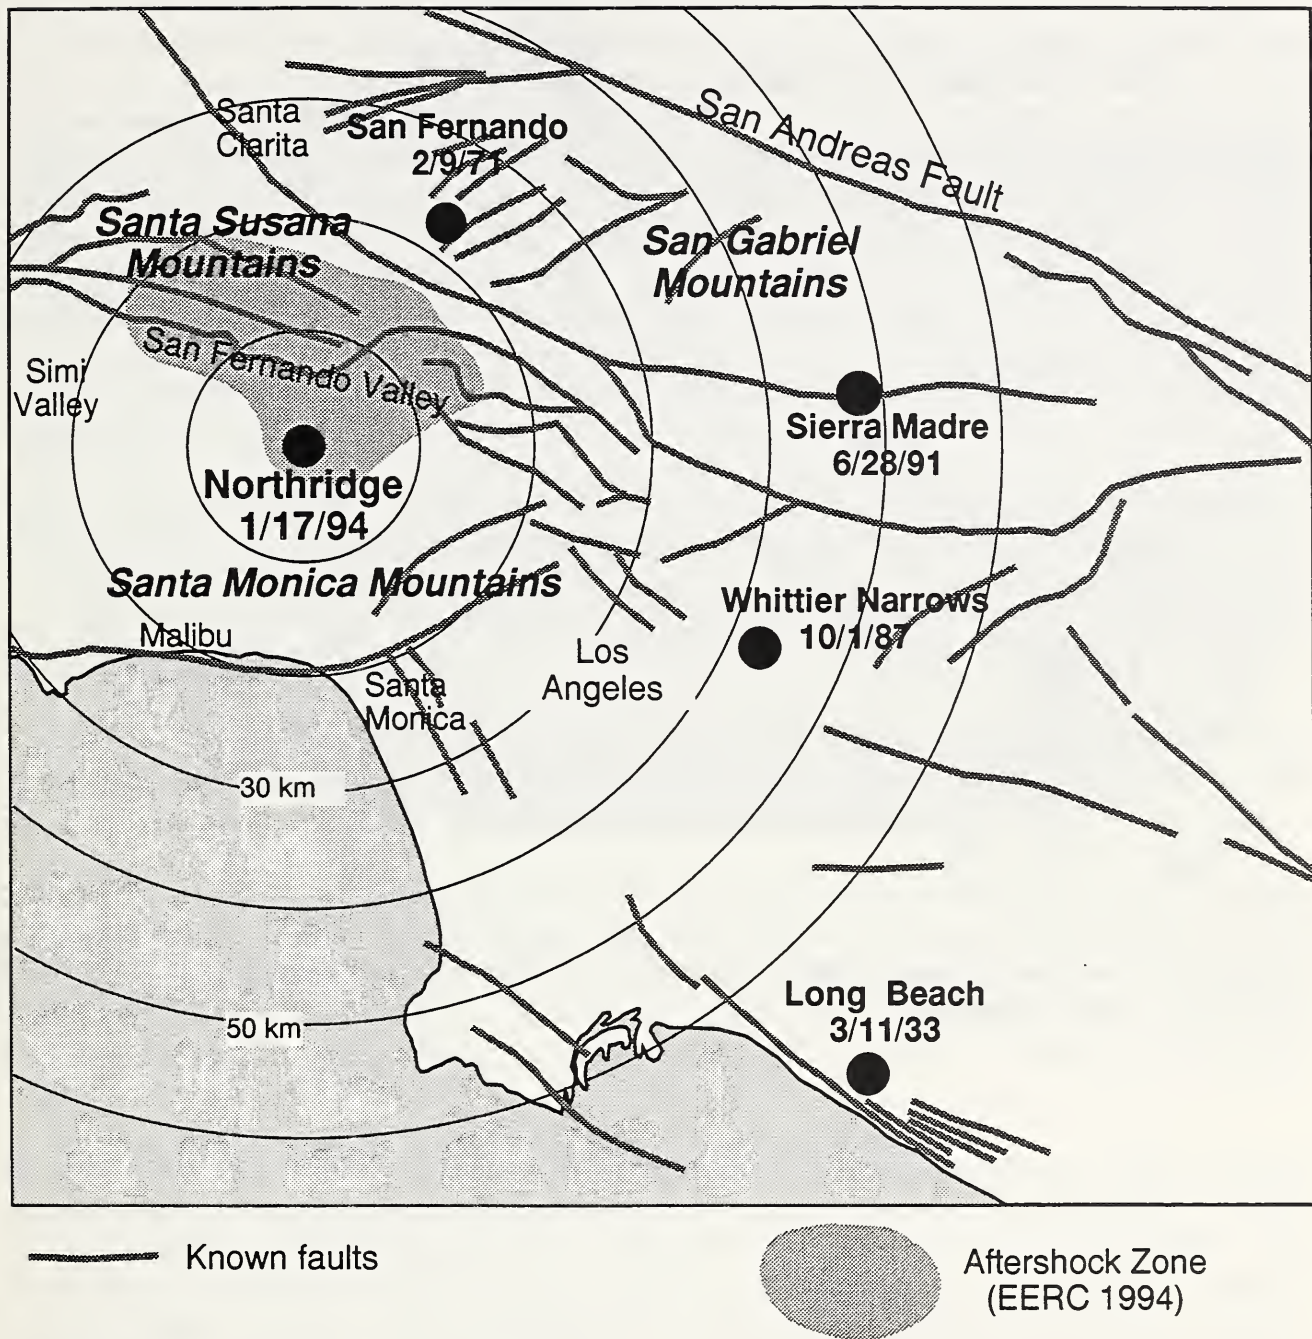 San Andreas Fault
Santa
Clarita
San Fernando
2/9/71
Santa Susana
Mountains
San Gabriel
Mountains
San Fernando Valley
Simi
Valley
Sierra Madre
6/28/91
Northridge
1/17/94
Santa Monica Mountains
Whittier Narrows
10/1/87
Malibu
Los
Angeles
Santa
Monica
30 km
50 km
Long Beach
3/11/33
Known faults
Aftershock Zone
(EERC 1994)